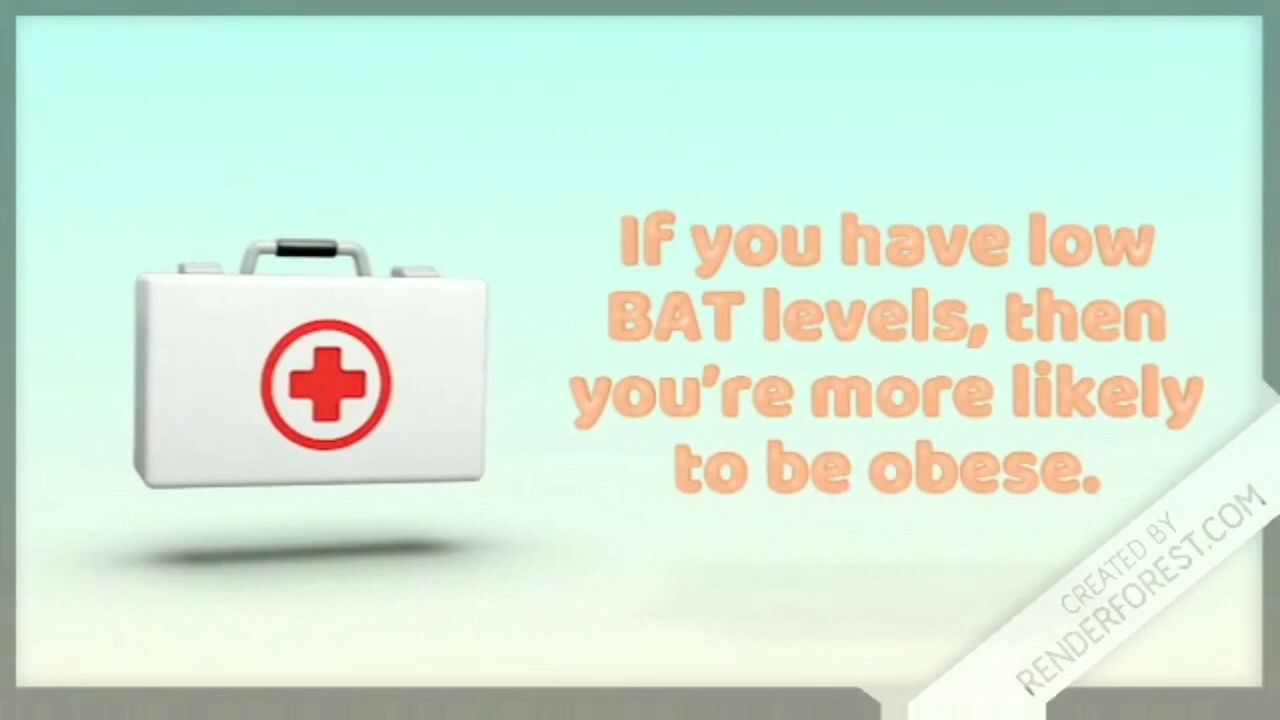 If you have low
BAT levels, then
you're more likely
to be obese.
CREATED BY
RENDERFOREST.COM